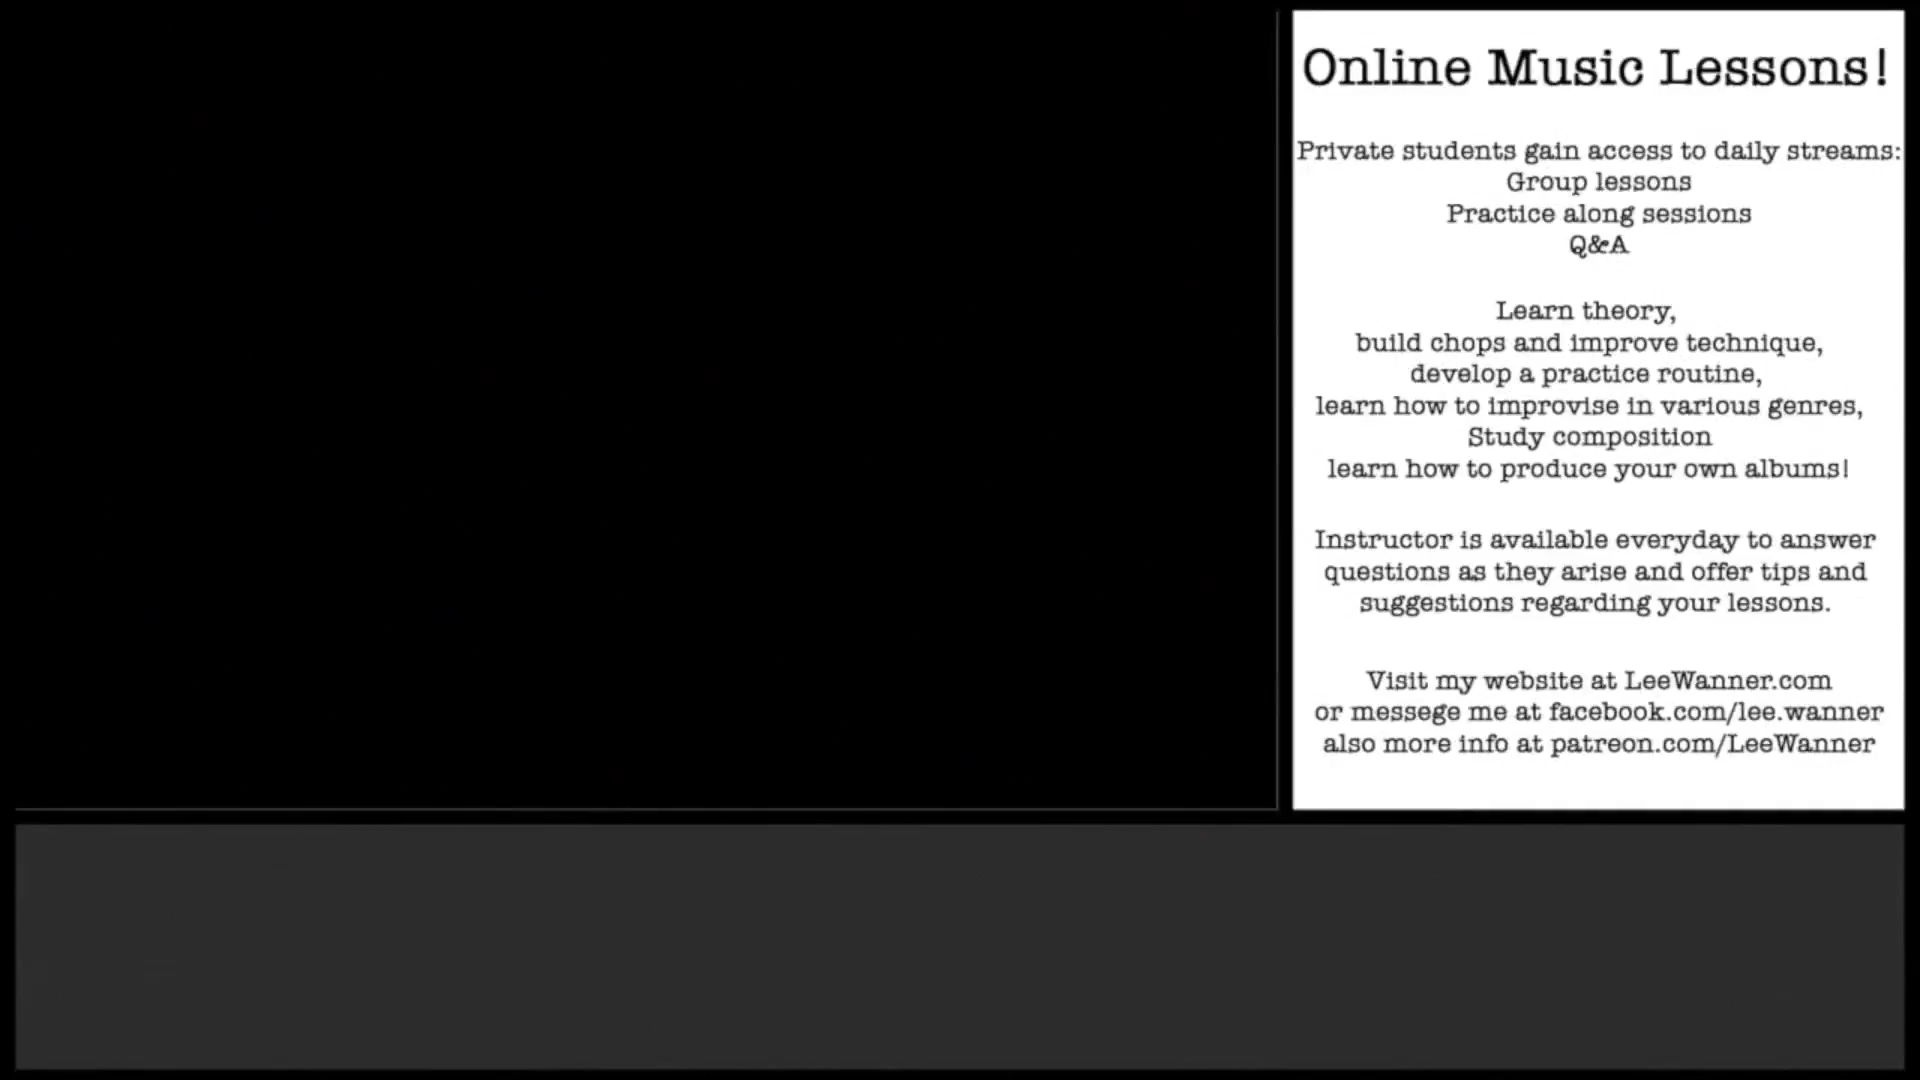 Online Music Lessons!
Private students gain access to daily streams:
Group lessons
Practice along sessions
Q&A
Learn theory,
build chops and improve technique,
develop a practice routine,
learn how to improvise in various genres,
Study composition
learn how to produce your own albums!
Instructor is available everyday to answer
questions as they arise and offer tips and
suggestions regarding your lessons.
Visit my website at LeeWanner.com
or messege me at facebook.com/lee.wanner
also more info at patreon.com/LeeWanner